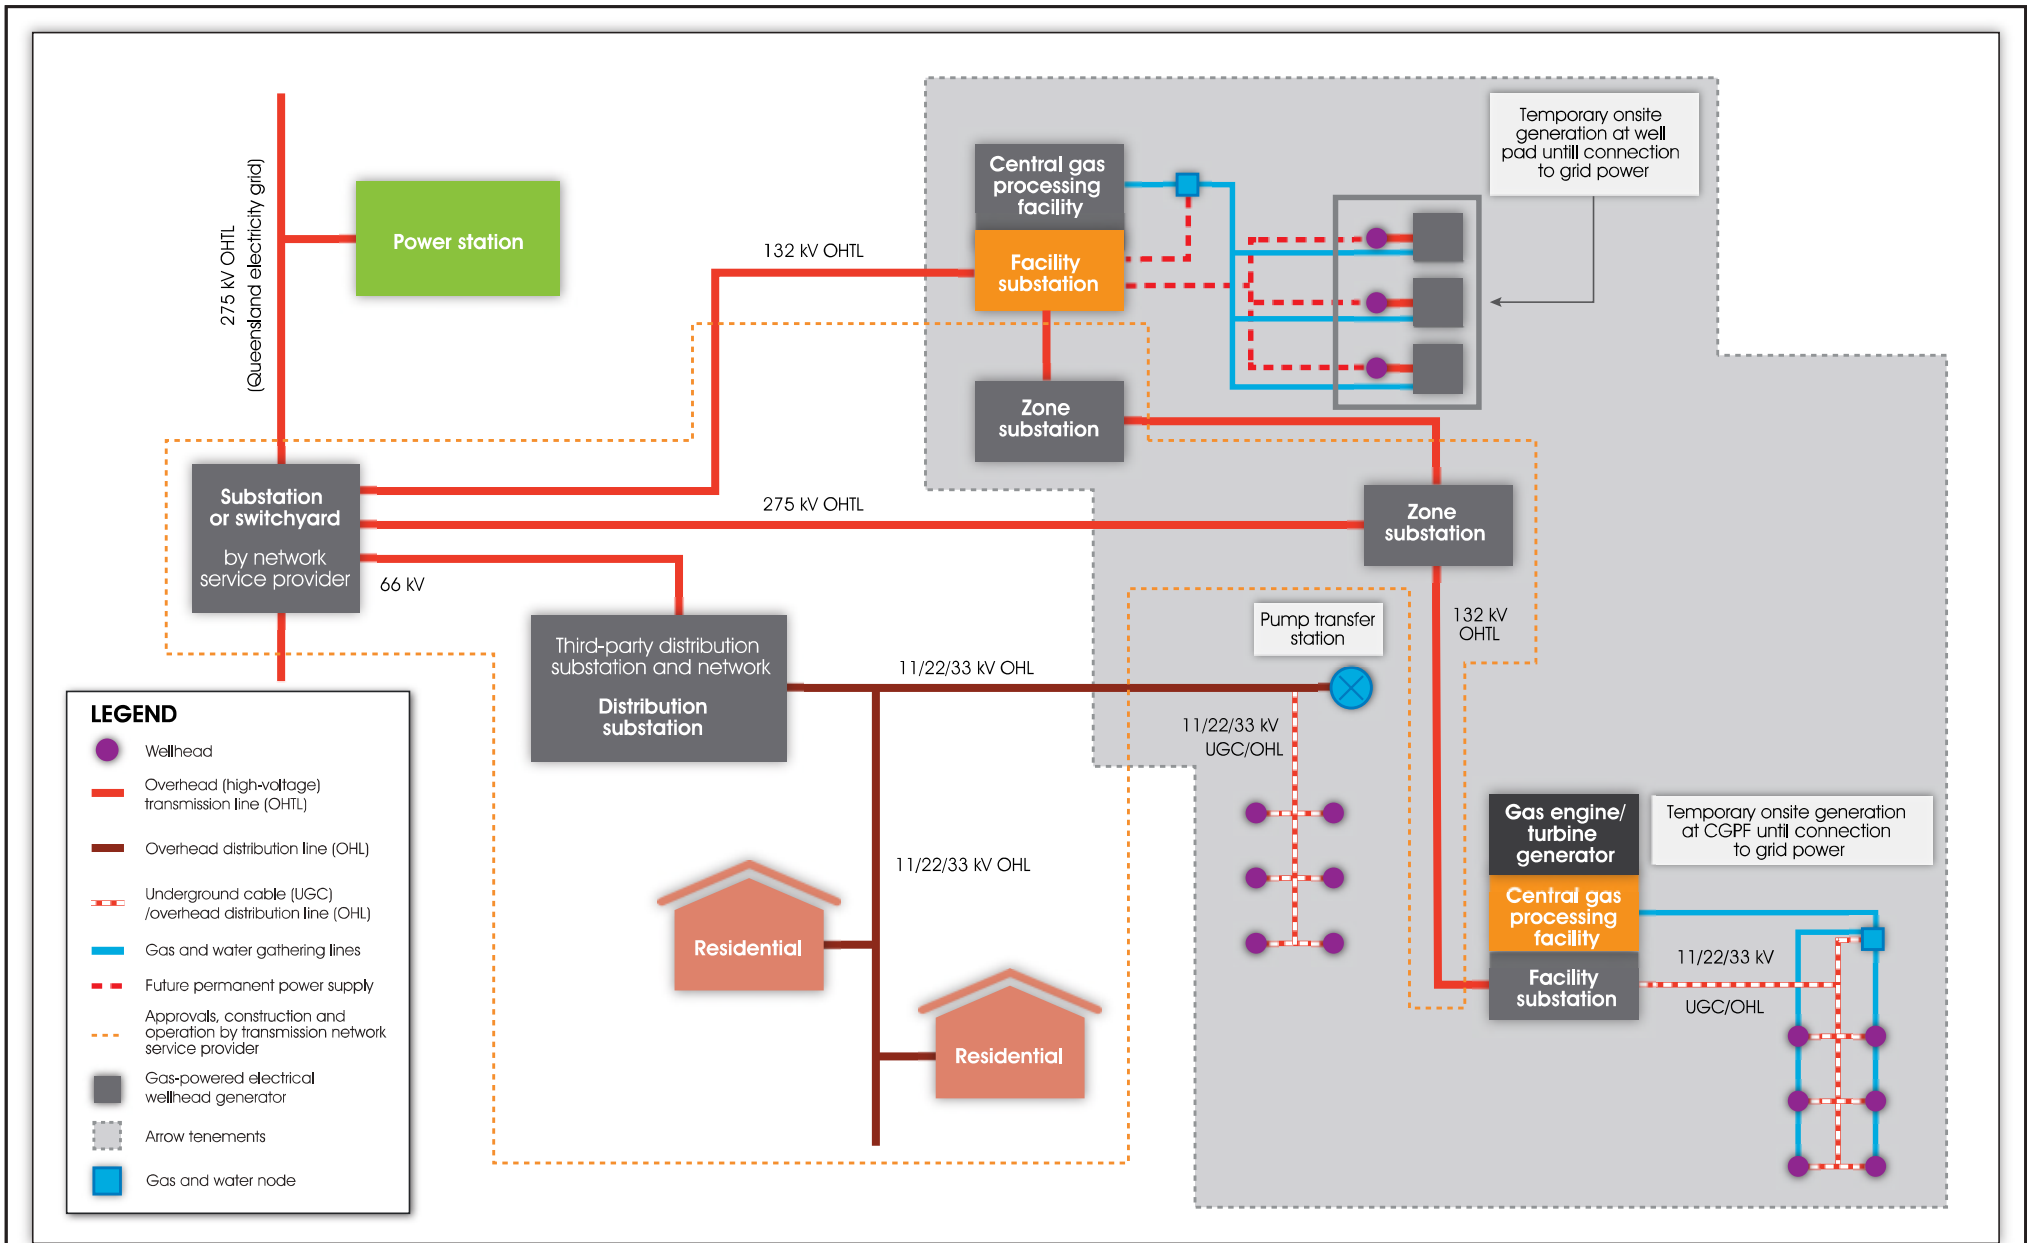 275 kV OHTL
(Queensland electricity grid)
Power station
132 kV OHTL
Central gas
processing
facility
Facility
substation
Temporary onsite
generation at well
pad untill connection
to grid power
Zone
substation
Substation
or switchyard
by network
service provider
275 kV OHTL
Zone
substation
66 kV
132 kV
OHTL
Third-party distribution
substation and network
Distribution
substation
11/22/33 kV OHL
Pump transfer
station
11/22/33 kV
UGC/OHL
11/22/33 kV OHL
Residential
Residential
Gas engine/
turbine
generator
Central gas
processing
facility
Facility
substation
Temporary onsite generation
at CGPF until connection
to grid power
11/22/33 kV
UGC/OHL
LEGEND
Wellhead
Overhead (high-voltage)
transmission line (OHTL)
Overhead distribution line (OHL)
Underground cable (UGC)
/overhead distribution line (OHL)
Gas and water gathering lines
Future permanent power supply
Approvals, construction and
operation by transmission network
service provider
Gas-powered electrical
wellhead generator
Arrow tenements
Gas and water node